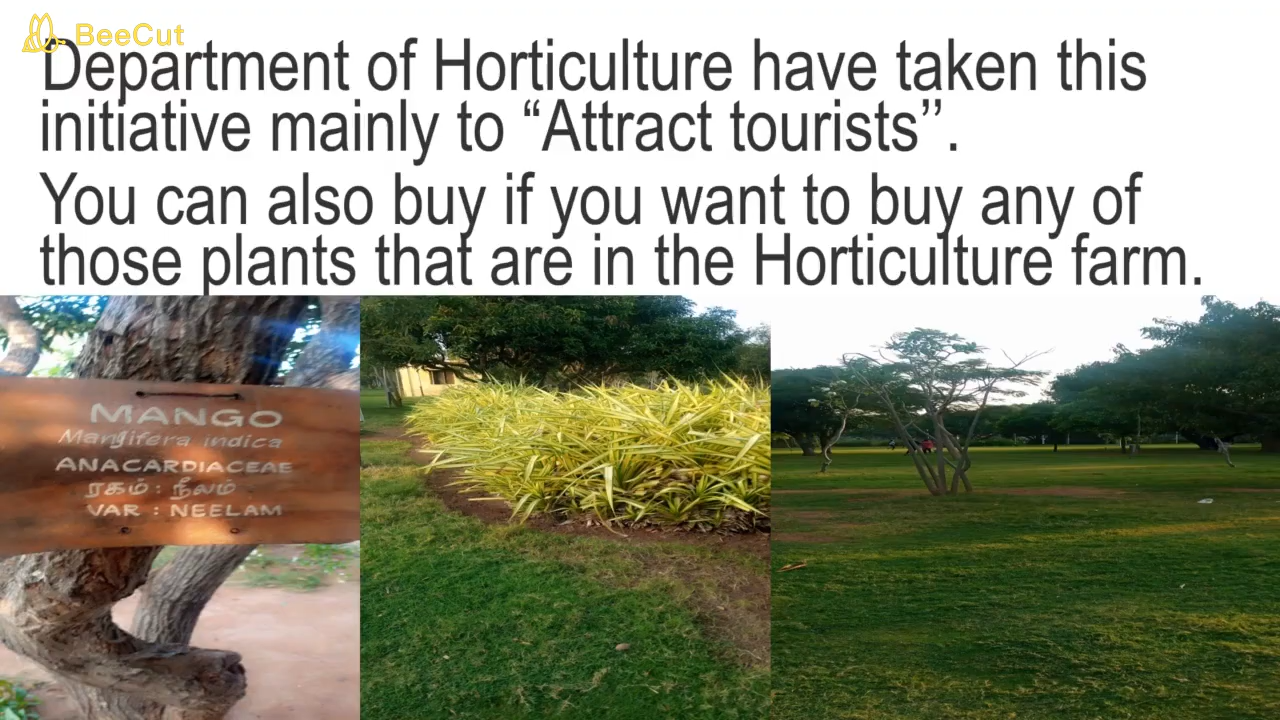 BeeCut
Department of Horticulture have taken this
initiative mainly to “Attract tourists”.
You can also buy if you want to buy any of
those plants that are in the Horticulture farm.
MANGO
Mangifera indica
ANACARDIACEAE
ரகம் : நீலம்
VAR : NEELAM